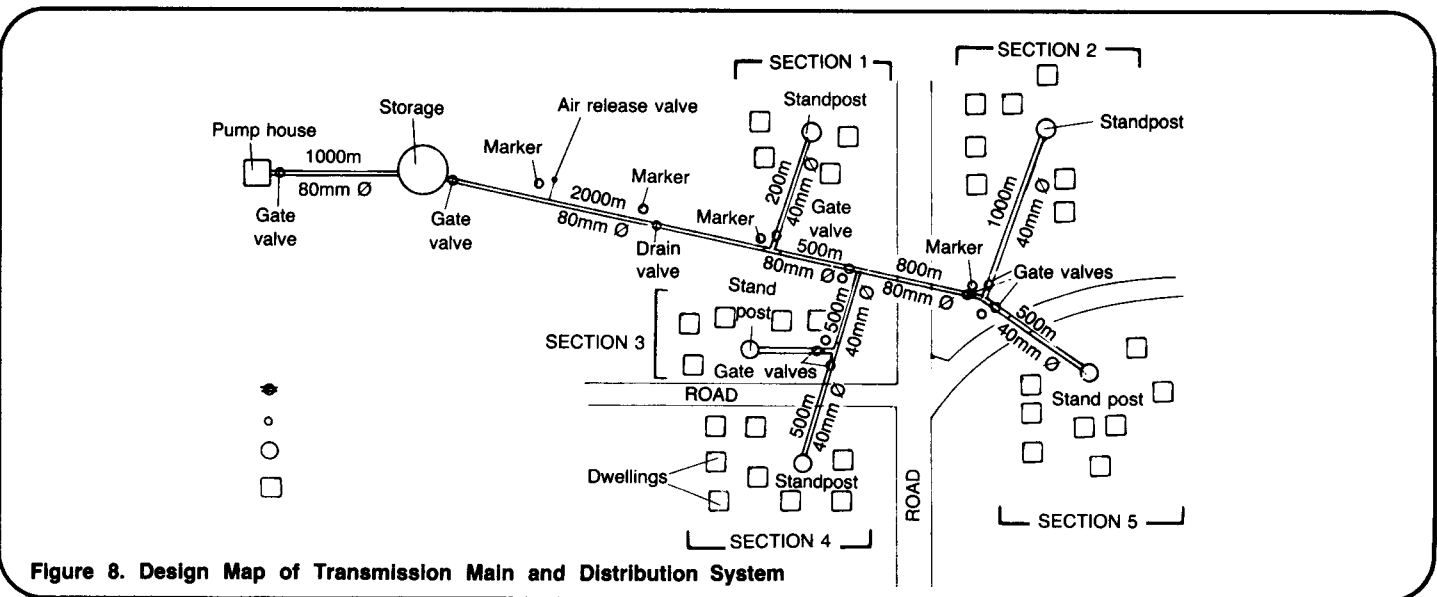 SECTION 1
SECTION 2
Standpost
Storage
Air release valve
Standpost
Pump house
Marker
1000m
80mm Ø
Gate
valve
Gate
valve
2000m
80mm Ø
Marker
Drain
valve
Marker
200m
40mm Ø
Gate
valve
500m
80mm Ø
800m
80mm Ø
Marker
1000m
40mm Ø
Gate valves
500m
40mm Ø
Stand
post
500m
40mm Ø
SECTION 3
Gate valves
ROAD
Stand post
500m
40mm Ø
Dwellings
Standpost
ROAD
SECTION 4
SECTION 5
Figure 8. Design Map of Transmission Main and Distribution System